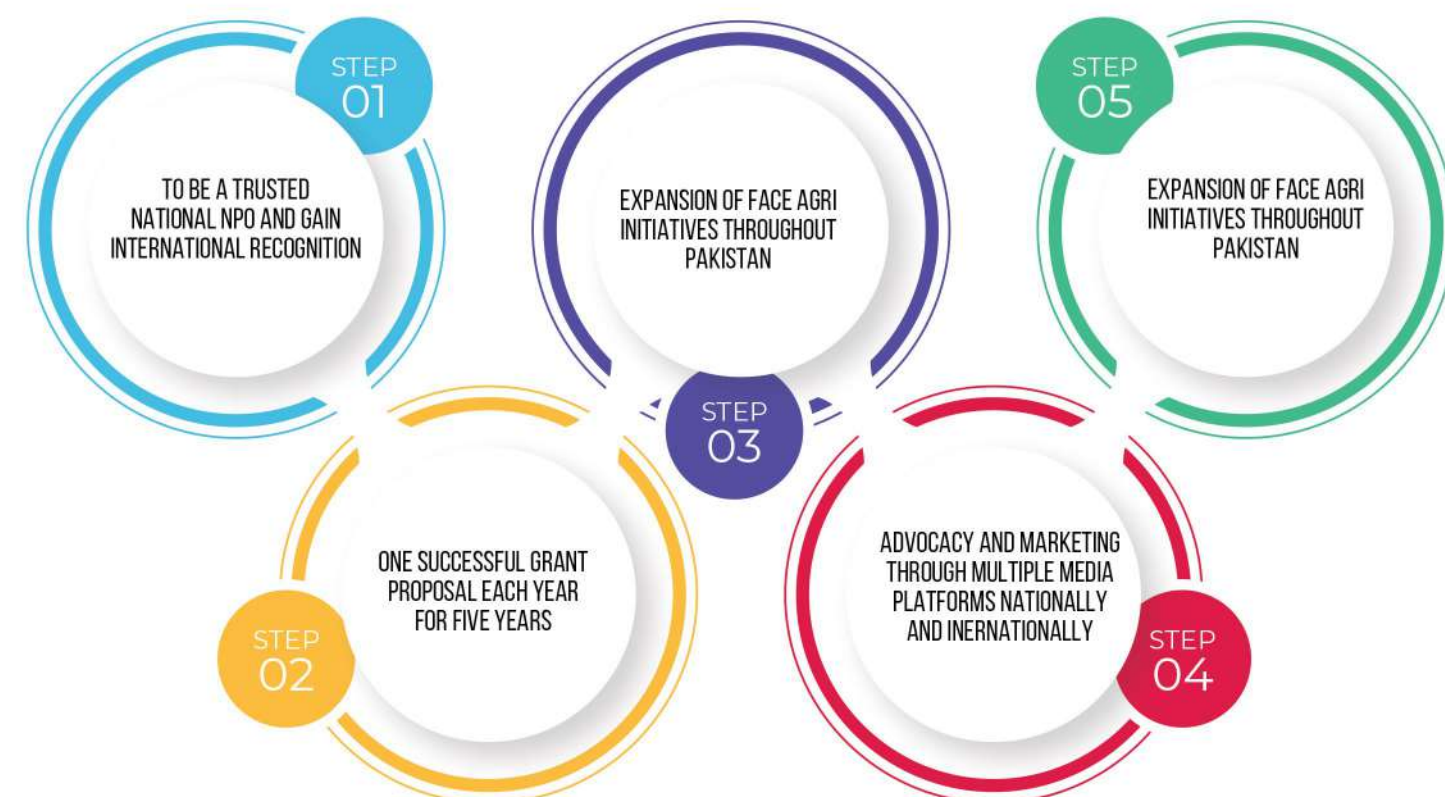 STEP
01
TO BE A TRUSTED
NATIONAL NPO AND GAIN
INTERNATIONAL RECOGNITION
STEP
02
ONE SUCCESSFUL GRANT
PROPOSAL EACH YEAR
FOR FIVE YEARS
EXPANSION OF FACE AGRI
INITIATIVES THROUGHOUT
PAKISTAN
STEP
03
ADVOCACY AND MARKETING
THROUGH MULTIPLE MEDIA
PLATFORMS NATIONALLY
AND INERNATIONALLY
STEP
04
STEP
05
EXPANSION OF FACE AGRI
INITIATIVES THROUGHOUT
PAKISTAN